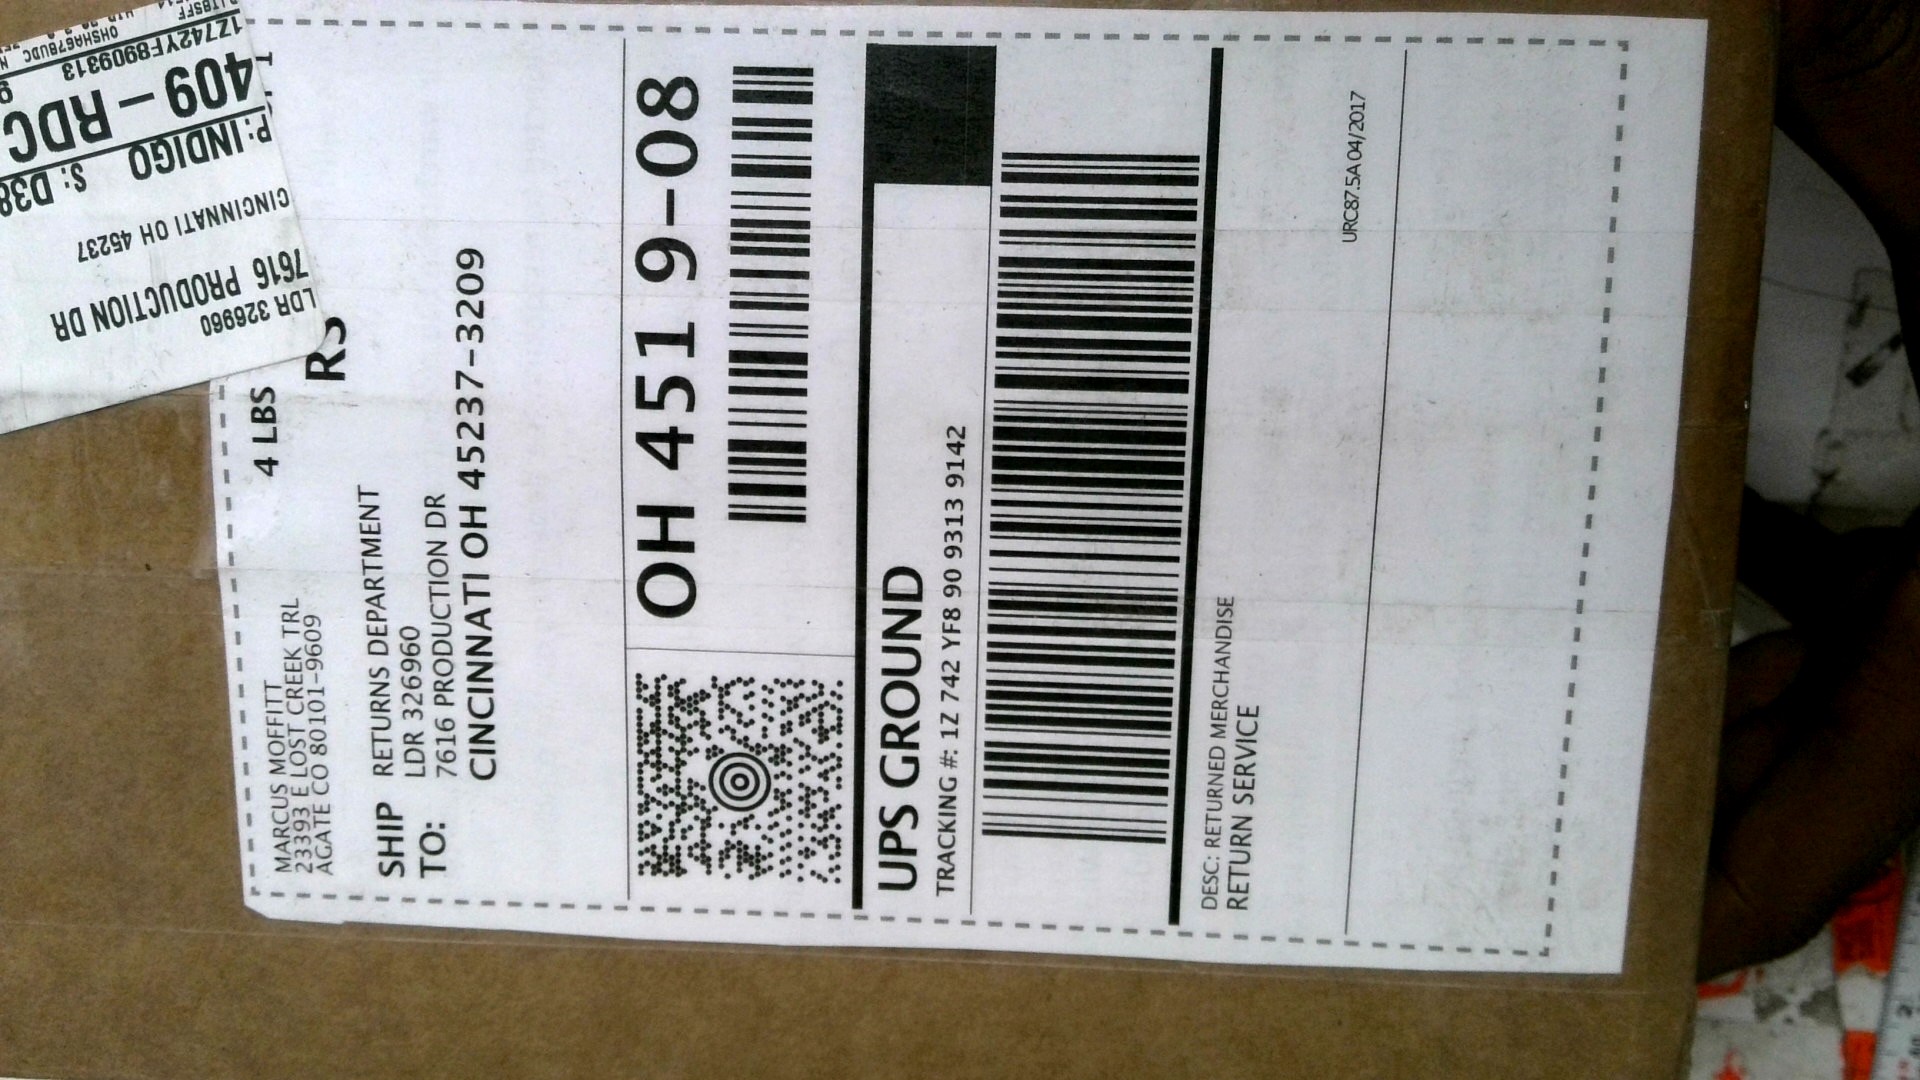 4 LBS
MARCUS MOFFITT
23393 E LOST CREEK TRL
AGATE CO 80101-9609
SHIP
TO:
RETURNS DEPARTMENT
LDR 326960
7616 PRODUCTION DR
CINCINNATI OH 45237-3209
OH 451 9-08
UPS GROUND
TRACKING #: 1Z 742 YF8 90 9313 9142
DESC: RETURNED MERCHANDISE
RETURN SERVICE
URC87.5A 04/2017
LDR 326960
7616 PRODUCTION DR
CINCINNATI OH 45237
P: INDIGO S: D38
409 - RDC
1Z742YF8909313